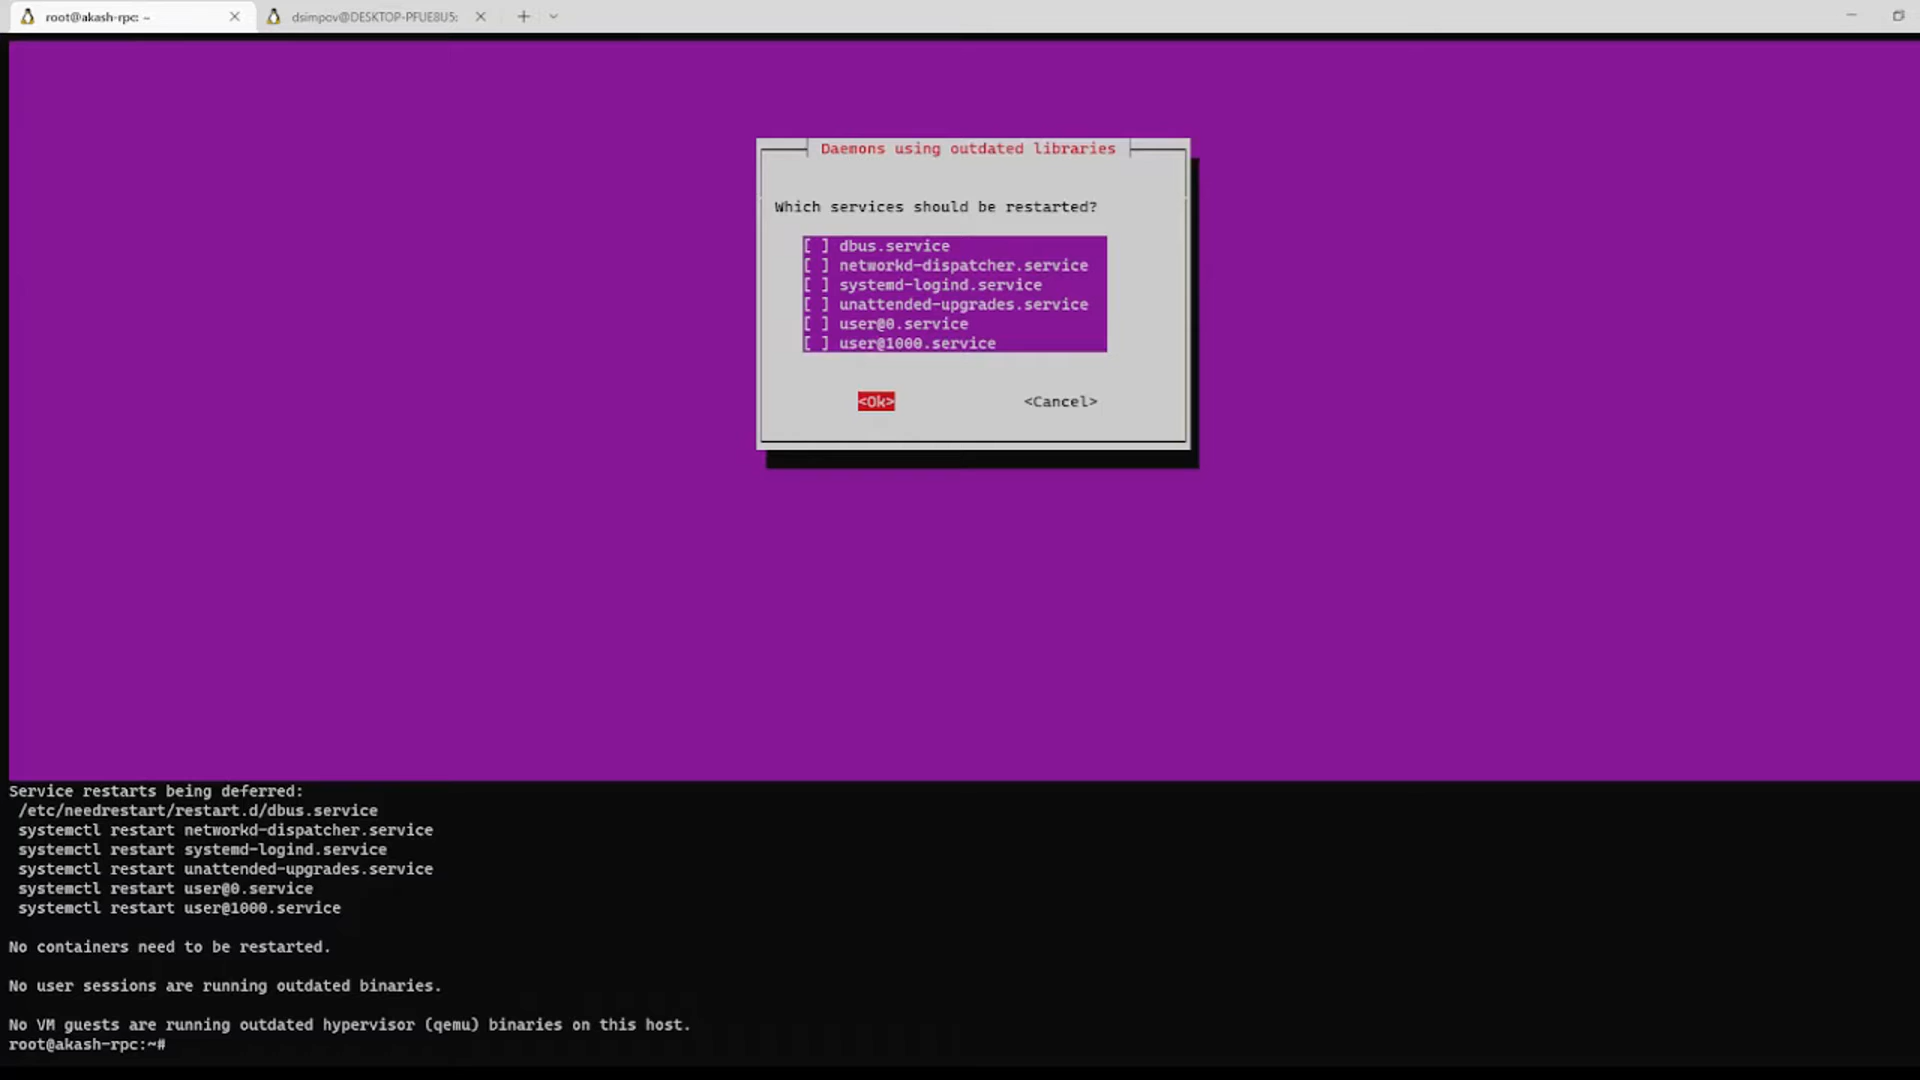 root@akash-rpc: ~
dsimpov@DESKTOP-PFUE8U5:
Daemons using outdated libraries
Which services should be restarted?
[ ] dbus.service
[ ] networkd-dispatcher.service
[ ] systemd-logind.service
[ ] unattended-upgrades.service
[ ] user@0.service
[ ] user@1000.service
<Ok> <Cancel>
Service restarts being deferred:
/etc/needrestart/restart.d/dbus.service
systemctl restart networkd-dispatcher.service
systemctl restart systemd-logind.service
systemctl restart unattended-upgrades.service
systemctl restart user@0.service
systemctl restart user@1000.service
No containers need to be restarted.
No user sessions are running outdated binaries.
No VM guests are running outdated hypervisor (qemu) binaries on this host.
root@akash-rpc:~#